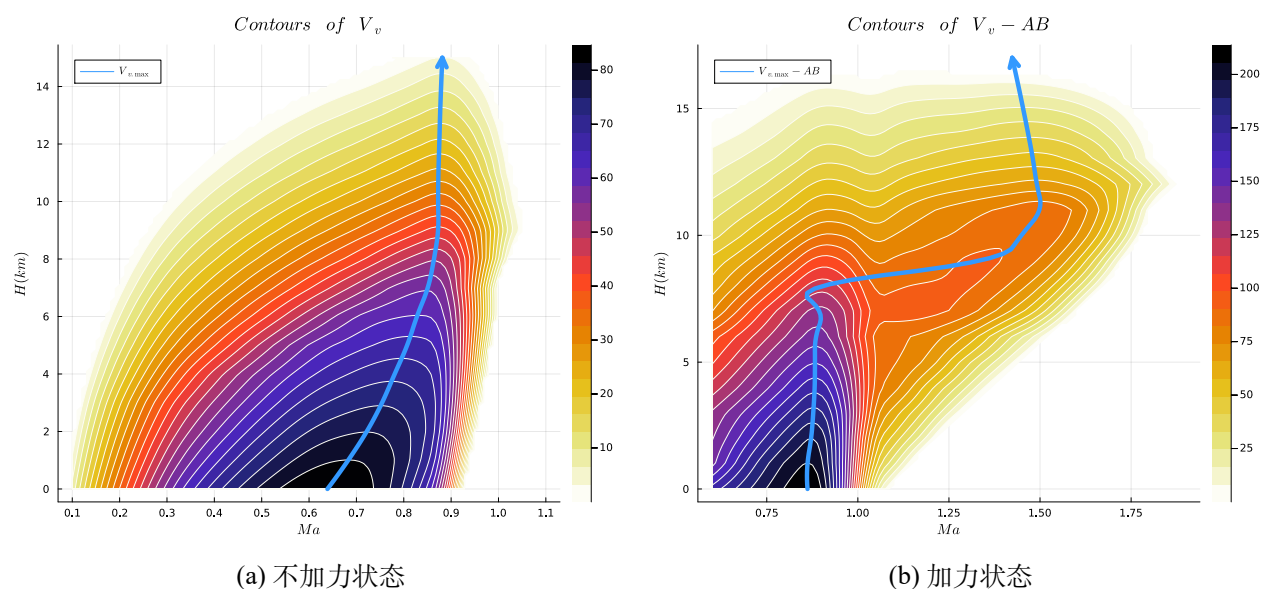 Contours of V_v
V_{v max}
H(km)
14
12
10
8
6
4
2
0
0.1 0.2 0.3 0.4 0.5 0.6 0.7 0.8 0.9 1.0 1.1
Ma
80
70
60
50
40
30
20
10
(a) 不加力状态
Contours of V_v − AB
V_{v max} − AB
H(km)
15
10
5
0
0.75 1.00 1.25 1.50 1.75
Ma
200
175
150
125
100
75
50
25
(b) 加力状态